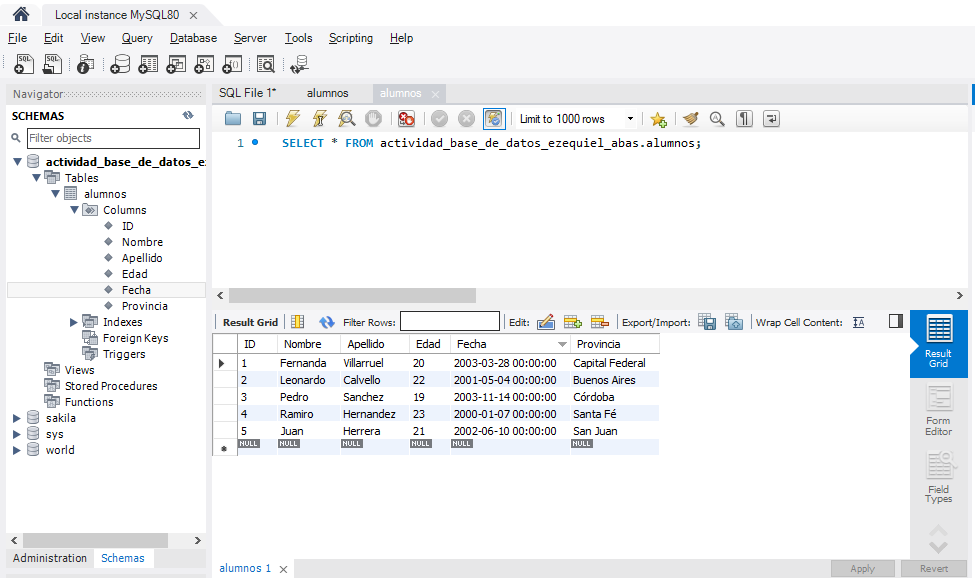 Local instance MySQL80
File Edit View Query Database Server Tools Scripting Help
Navigator
SCHEMAS
Filter objects
actividad_base_de_datos_e
Tables
alumnos
Columns
ID
Nombre
Apellido
Edad
Fecha
Provincia
Indexes
Foreign Keys
Triggers
Views
Stored Procedures
Functions
sakila
sys
world
Administration Schemas
SQL File 1* alumnos alumnos
Limit to 1000 rows
1 SELECT * FROM actividad_base_de_datos_ezequiel_abas.alumnos;
Result Grid Filter Rows: Edit: Export/Import: Wrap Cell Content:
ID Nombre Apellido Edad Fecha Provincia
1 Fernanda Villarruel 20 2003-03-28 00:00:00 Capital Federal
2 Leonardo Calvello 22 2001-05-04 00:00:00 Buenos Aires
3 Pedro Sanchez 19 2003-11-14 00:00:00 Córdoba
4 Ramiro Hernandez 23 2000-01-07 00:00:00 Santa Fé
5 Juan Herrera 21 2002-06-10 00:00:00 San Juan
NULL NULL NULL NULL NULL NULL
Result
Grid
Form
Editor
Field
Types
alumnos 1
Apply Revert